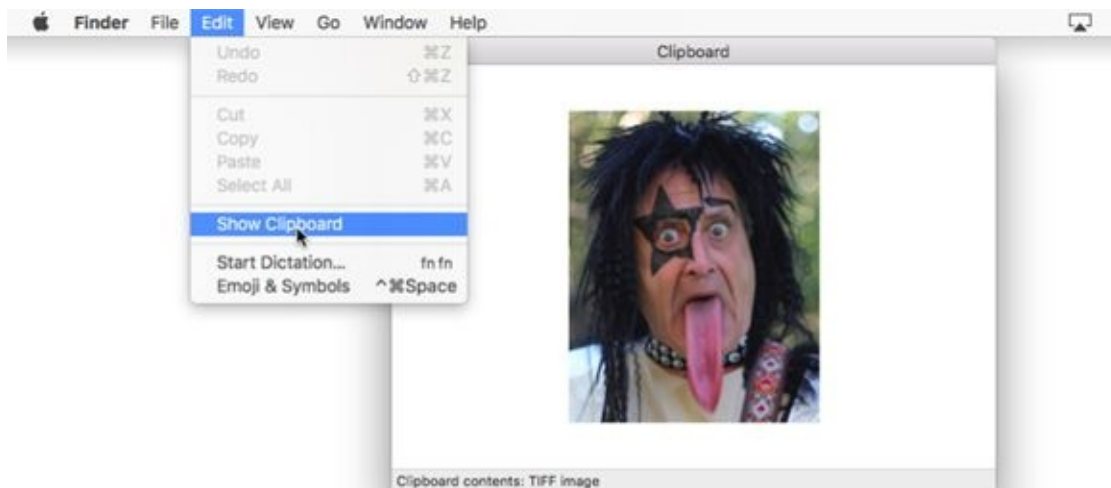 Finder File Edit View Go Window Help
Clipboard
Undo ⌘Z
Redo ⇧⌘Z
Cut ⌘X
Copy ⌘C
Paste ⌘V
Select All ⌘A
Show Clipboard
Start Dictation... fn fn
Emoji & Symbols ^⌘Space
Clipboard contents: TIFF image